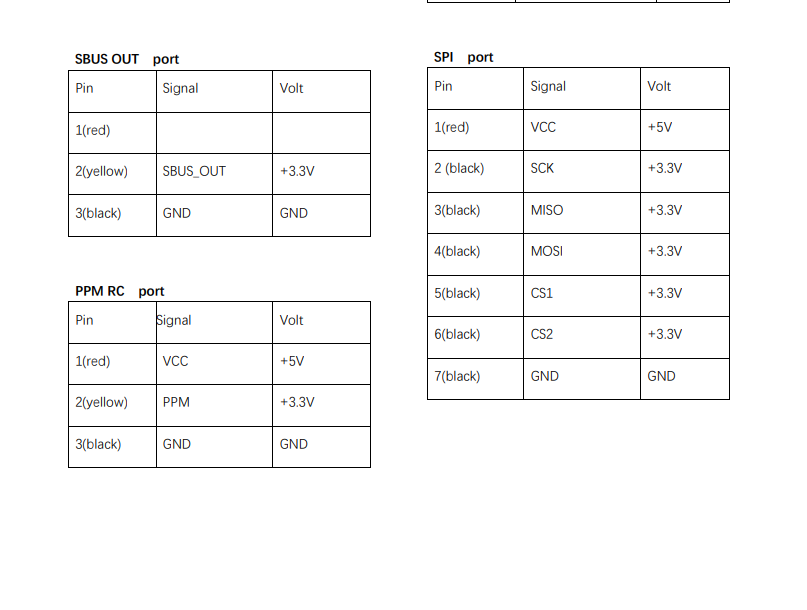 SBUS OUT port
Pin Signal Volt
1(red)
2(yellow) SBUS_OUT +3.3V
3(black) GND GND
PPM RC port
Pin Signal Volt
1(red) VCC +5V
2(yellow) PPM +3.3V
3(black) GND GND
SPI port
Pin Signal Volt
1(red) VCC +5V
2 (black) SCK +3.3V
3(black) MISO +3.3V
4(black) MOSI +3.3V
5(black) CS1 +3.3V
6(black) CS2 +3.3V
7(black) GND GND